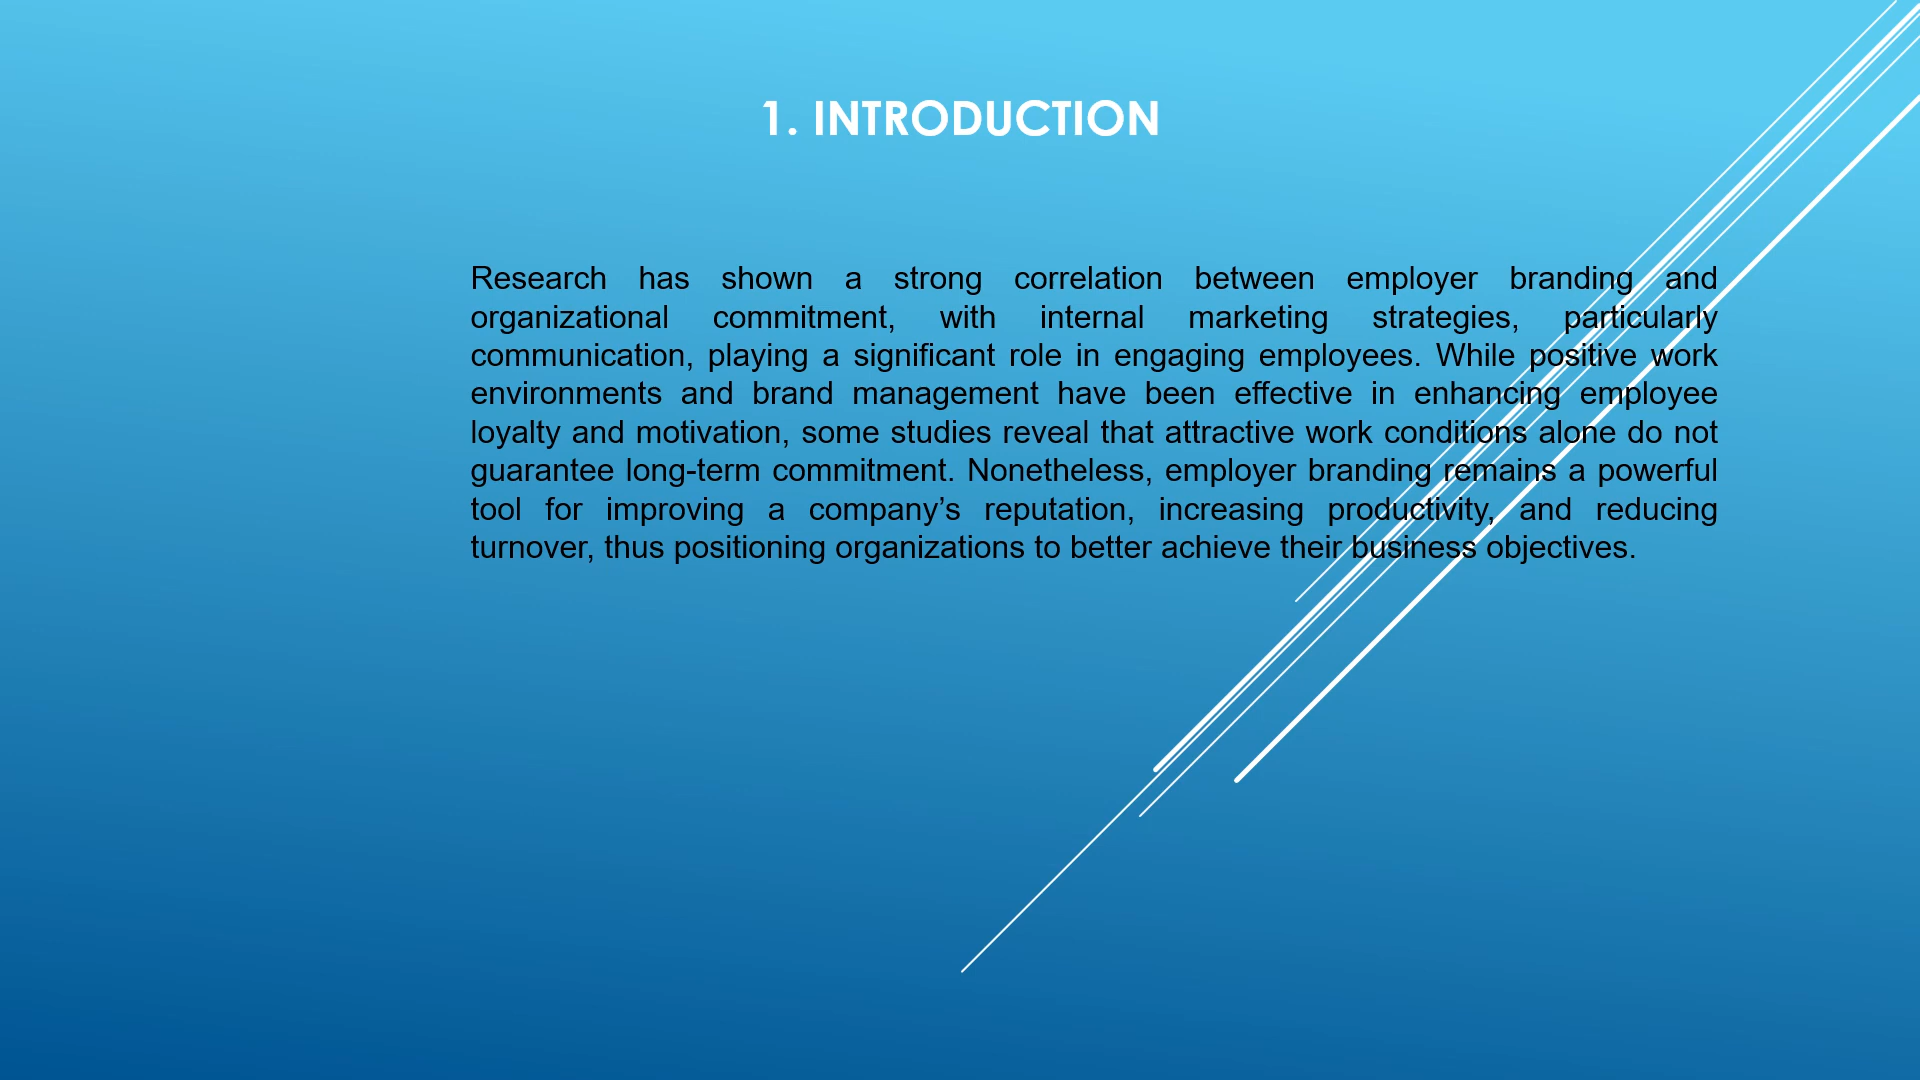 1. INTRODUCTION
Research has shown a strong correlation between employer branding and
organizational commitment, with internal marketing strategies, particularly
communication, playing a significant role in engaging employees. While positive work
environments and brand management have been effective in enhancing employee
loyalty and motivation, some studies reveal that attractive work conditions alone do not
guarantee long-term commitment. Nonetheless, employer branding remains a powerful
tool for improving a company’s reputation, increasing productivity, and reducing
turnover, thus positioning organizations to better achieve their business objectives.